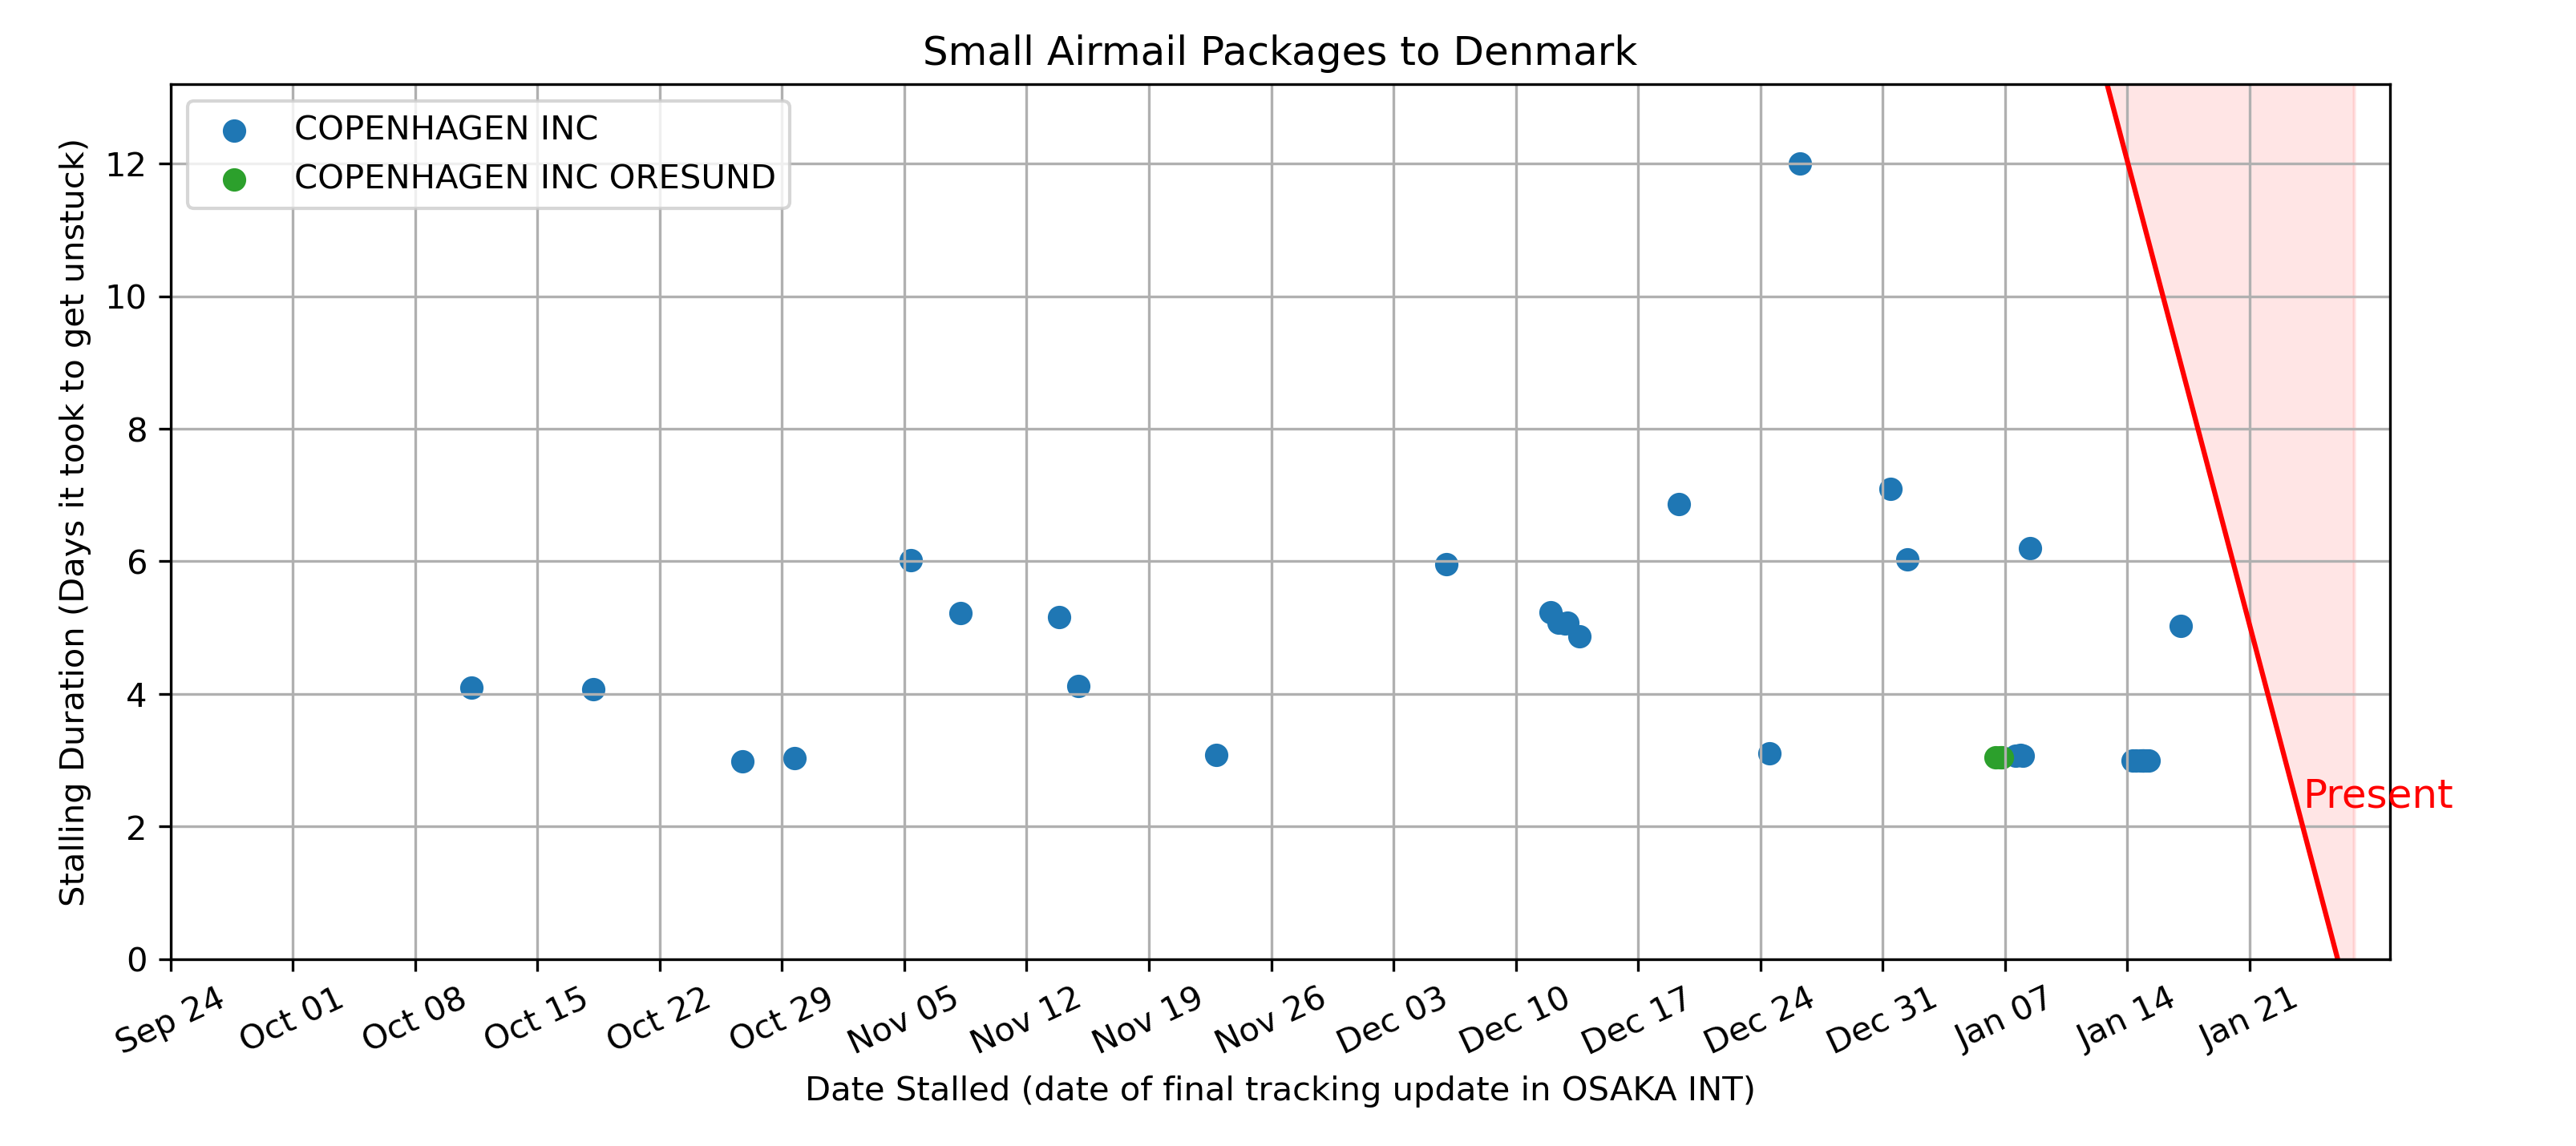 Small Airmail Packages to Denmark
COPENHAGEN INC
COPENHAGEN INC ORESUND
Stalling Duration (Days it took to get unstuck)
12
10
8
6
4
2
0
Present
Sep 24 Oct 01 Oct 08 Oct 15 Oct 22 Oct 29 Nov 05 Nov 12 Nov 19 Nov 26 Dec 03 Dec 10 Dec 17 Dec 24 Dec 31 Jan 07 Jan 14 Jan 21
Date Stalled (date of final tracking update in OSAKA INT)